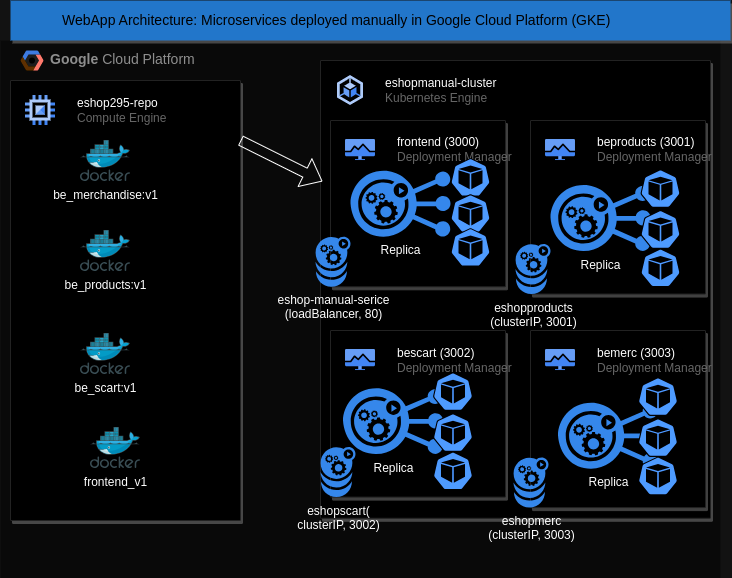 WebApp Architecture: Microservices deployed manually in Google Cloud Platform (GKE)
Google Cloud Platform
eshop295-repo
Compute Engine
docker
be_merchandise:v1
docker
be_products:v1
docker
be_scart:v1
docker
frontend_v1
eshopmanual-cluster
Kubernetes Engine
frontend (3000)
Deployment Manager
Replica
eshop-manual-serice
(loadBalancer, 80)
beproducts (3001)
Deployment Manager
Replica
eshopproducts
(clusterIP, 3001)
bescart (3002)
Deployment Manager
Replica
eshopscart(
clusterIP, 3002)
bemerc (3003)
Deployment Manager
Replica
eshopmerc
(clusterIP, 3003)